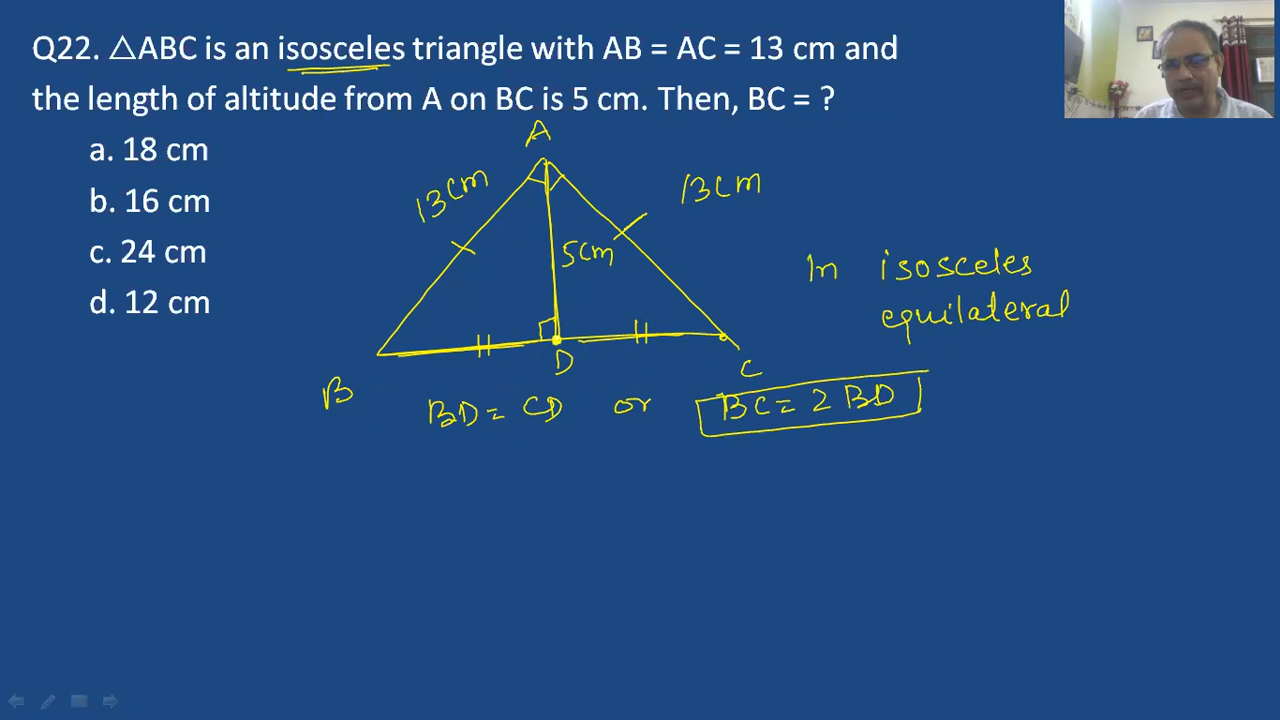 Q22. △ABC is an isosceles triangle with AB = AC = 13 cm and
the length of altitude from A on BC is 5 cm. Then, BC = ?
a. 18 cm
b. 16 cm
c. 24 cm
d. 12 cm
A
13cm
13cm
5cm
In isosceles
equilateral
D
C
B
BD = CD or BC = 2 BD